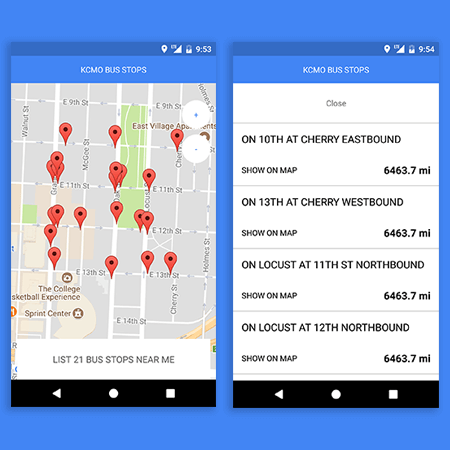 9:53
KCMO BUS STOPS
E 9th St
Walnut St
McGee St
Holmes St
East Village Apartments
E 11th St
E 12th St
E 13th St
Holmes St
The College
sketball Experience
Cherry St
Sprint Center
E 14th St
LIST 21 BUS STOPS NEAR ME
9:54
KCMO BUS STOPS
Close
ON 10TH AT CHERRY EASTBOUND
SHOW ON MAP 6463.7 mi
ON 13TH AT CHERRY WESTBOUND
SHOW ON MAP 6463.7 mi
ON LOCUST AT 11TH ST NORTHBOUND
SHOW ON MAP 6463.7 mi
ON LOCUST AT 12TH NORTHBOUND
SHOW ON MAP 6463.7 mi